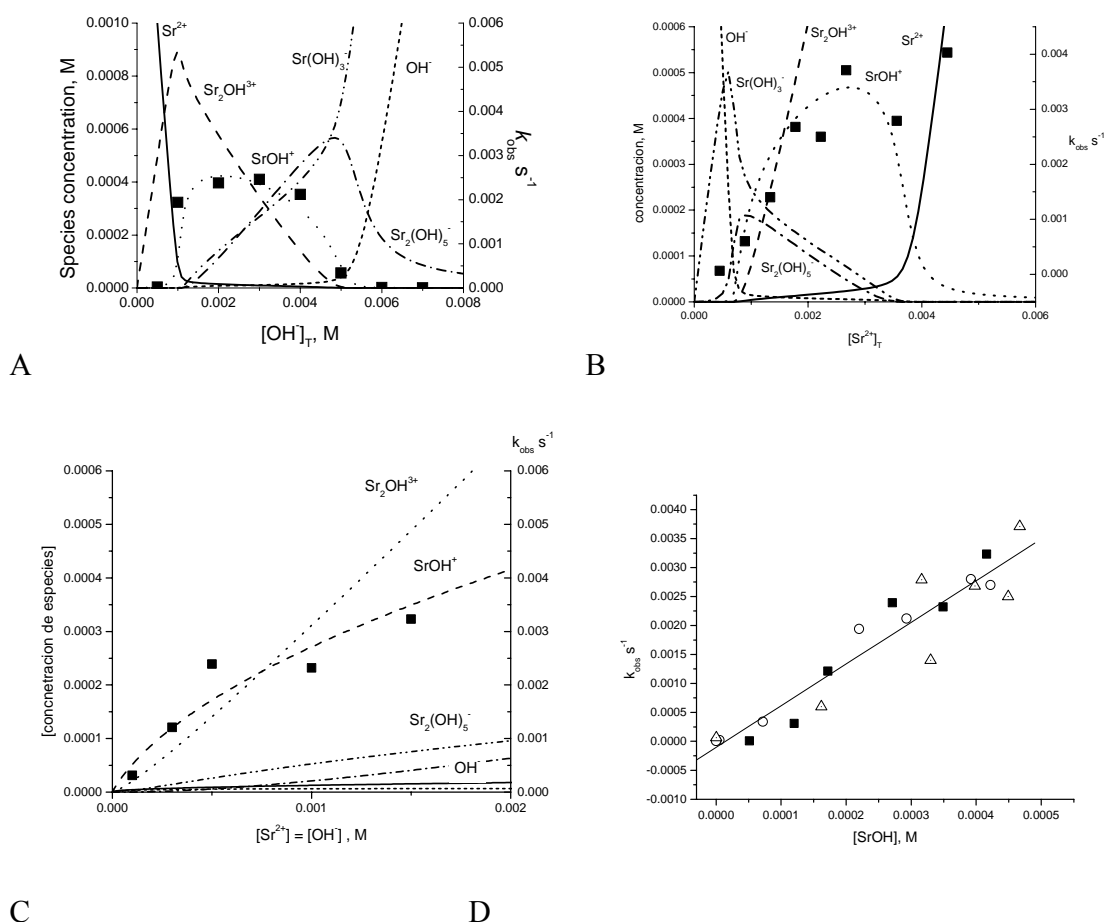 0.0010
0.0008
0.0006
0.0004
0.0002
0.0000
Species concentration, M
0.000 0.002 0.004 0.006 0.008
[OH⁻]T, M
0.006
0.005
0.004
0.003
0.002
0.001
0.000
kobs s⁻¹
Sr²⁺
Sr₂OH³⁺
SrOH⁺
Sr(OH)₃⁻
OH⁻
Sr₂(OH)₅⁻
A
0.0006
0.0005
0.0004
0.0003
0.0002
0.0001
0.0000
concentracion, M
0.000 0.002 0.004 0.006
[Sr²⁺]T
0.004
0.003
0.002
0.001
0.000
kobs s⁻¹
OH⁻
Sr(OH)₃⁻
Sr₂OH³⁺
Sr²⁺
SrOH⁺
Sr₂(OH)₅⁻
B
0.0006
0.0005
0.0004
0.0003
0.0002
0.0001
0.0000
[concnetracion de especies]
0.000 0.001 0.002
[Sr²⁺] = [OH⁻] , M
kobs s⁻¹
0.006
0.005
0.004
0.003
0.002
0.001
0.000
Sr₂OH³⁺
SrOH⁺
Sr₂(OH)₅⁻
OH⁻
C
0.0040
0.0035
0.0030
0.0025
0.0020
0.0015
0.0010
0.0005
0.0000
-0.0005
-0.0010
kobs s⁻¹
0.0000 0.0001 0.0002 0.0003 0.0004 0.0005
[SrOH], M
D